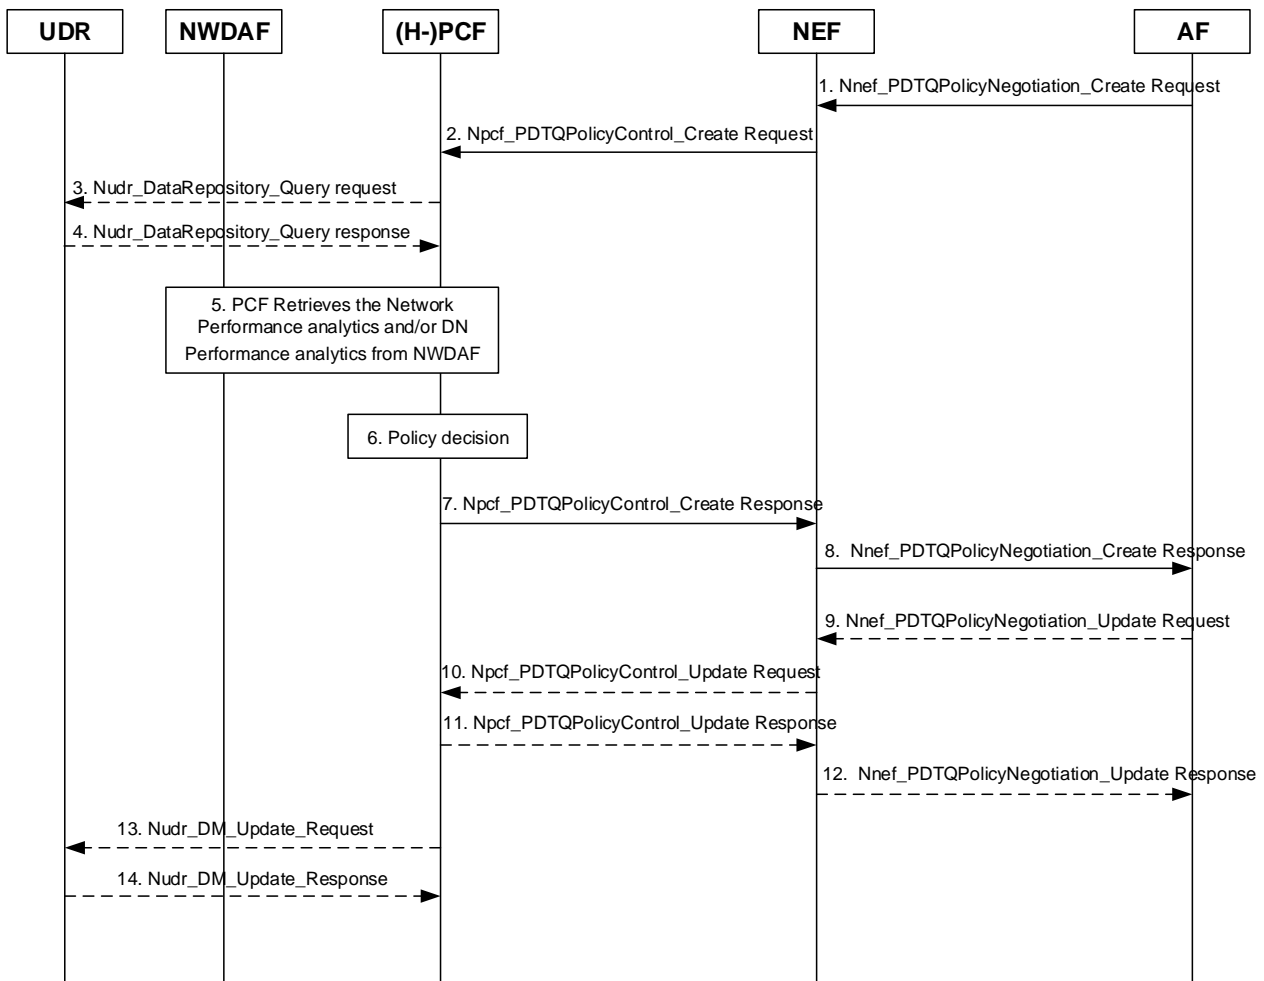 UDR
NWDAF
(H-)PCF
NEF
AF
1. Nnef_PDTQPolicyNegotiation_Create Request
2. Npcf_PDTQPolicyControl_Create Request
3. Nudr_DataRepository_Query request
4. Nudr_DataRepository_Query response
5. PCF Retrieves the Network
Performance analytics and/or DN
Performance analytics from NWDAF
6. Policy decision
7. Npcf_PDTQPolicyControl_Create Response
8. Nnef_PDTQPolicyNegotiation_Create Response
9. Nnef_PDTQPolicyNegotiation_Update Request
10. Npcf_PDTQPolicyControl_Update Request
11. Npcf_PDTQPolicyControl_Update Response
12. Nnef_PDTQPolicyNegotiation_Update Response
13. Nudr_DM_Update_Request
14. Nudr_DM_Update_Response